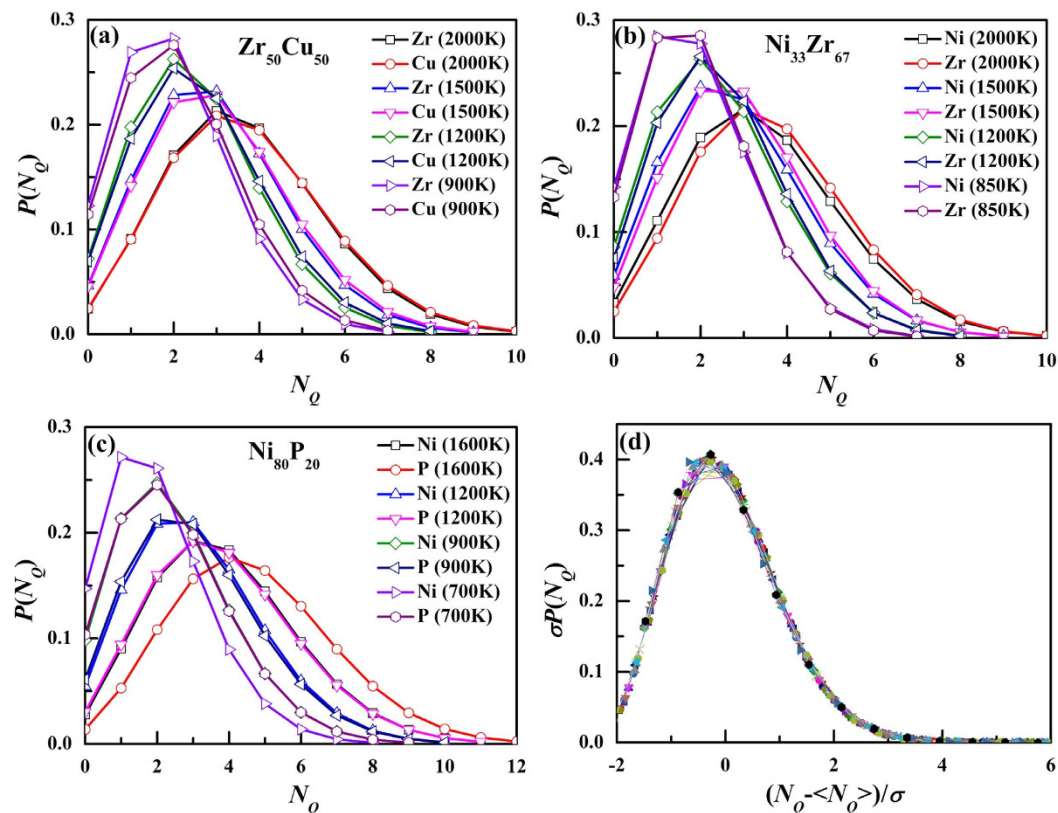 (a)
Zr50Cu50
Zr (2000K)
Cu (2000K)
Zr (1500K)
Cu (1500K)
Zr (1200K)
Cu (1200K)
Zr (900K)
Cu (900K)
P(NQ)
0.3
0.2
0.1
0.0
0 2 4 6 8 10
NQ
(b)
Ni33Zr67
Ni (2000K)
Zr (2000K)
Ni (1500K)
Zr (1500K)
Ni (1200K)
Zr (1200K)
Ni (850K)
Zr (850K)
P(NQ)
0.3
0.2
0.1
0.0
0 2 4 6 8 10
NQ
(c)
Ni80P20
Ni (1600K)
P (1600K)
Ni (1200K)
P (1200K)
Ni (900K)
P (900K)
Ni (700K)
P (700K)
P(NQ)
0.3
0.2
0.1
0.0
0 2 4 6 8 10 12
NQ
(d)
σP(NQ)
0.4
0.3
0.2
0.1
0.0
-2 0 2 4 6
(NQ-<NQ>)/σ